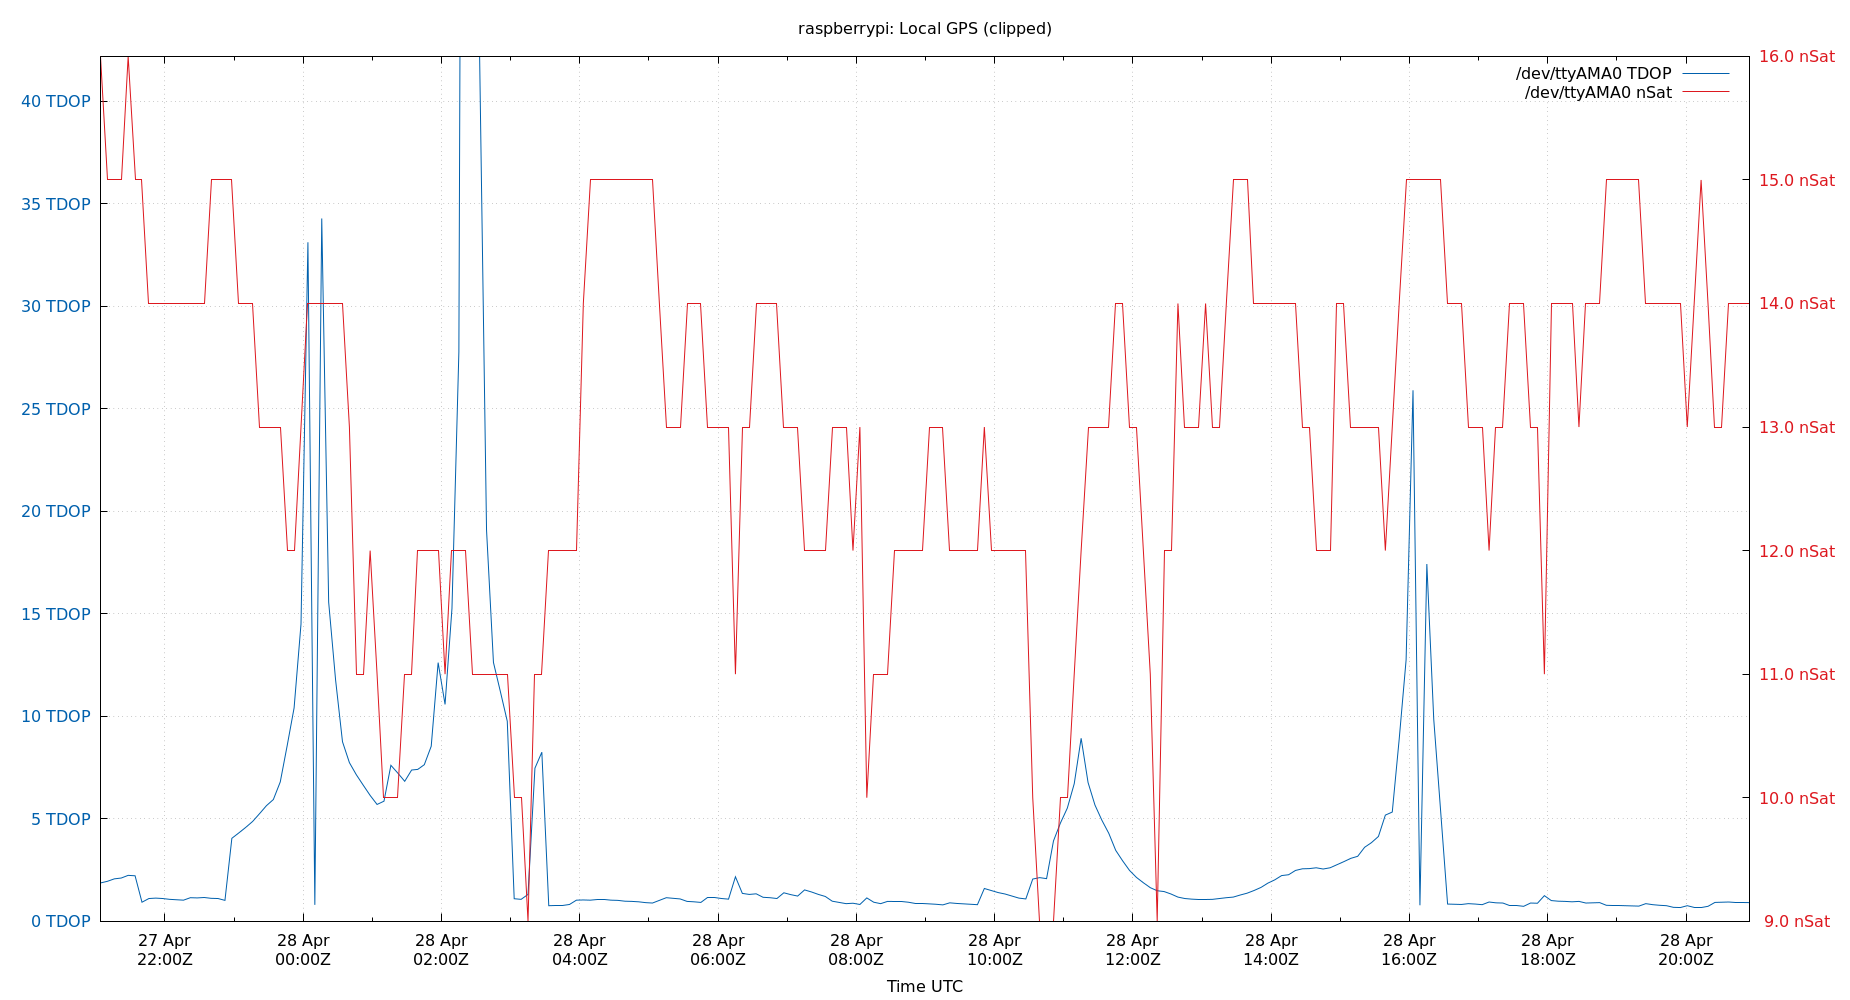 raspberrypi: Local GPS (clipped)
/dev/ttyAMA0 TDOP
/dev/ttyAMA0 nSat
40 TDOP
35 TDOP
30 TDOP
25 TDOP
20 TDOP
15 TDOP
10 TDOP
5 TDOP
0 TDOP
16.0 nSat
15.0 nSat
14.0 nSat
13.0 nSat
12.0 nSat
11.0 nSat
10.0 nSat
9.0 nSat
27 Apr
22:00Z
28 Apr
00:00Z
28 Apr
02:00Z
28 Apr
04:00Z
28 Apr
06:00Z
28 Apr
08:00Z
28 Apr
10:00Z
28 Apr
12:00Z
28 Apr
14:00Z
28 Apr
16:00Z
28 Apr
18:00Z
28 Apr
20:00Z
Time UTC